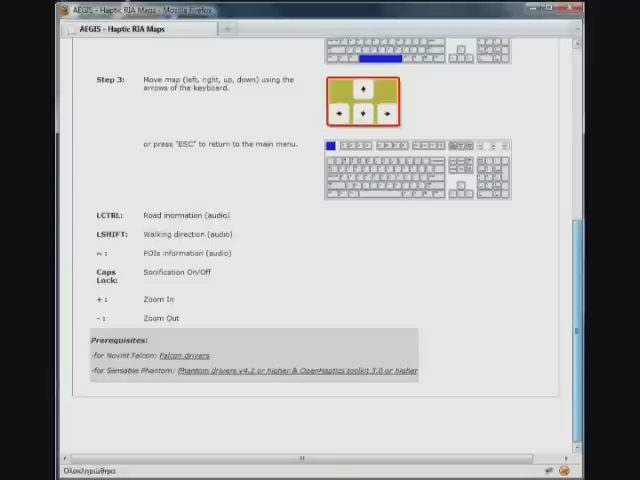 AEGIS - Haptic RIA Maps - Mozilla Firefox
AEGIS - Haptic RIA Maps
Step 3: Move map (left, right, up, down) using the
arrows of the keyboard.
or press "ESC" to return to the main menu.
LCTRL: Road inormation (audio)
LSHIFT: Walking direction (audio)
~ : POIs information (audio)
Caps Sonification On/Off
Lock:
+ : Zoom In
- : Zoom Out
Prerequisites:
-for Novint Falcon: Falcon drivers
-for Sensable Phantom: Phantom drivers v4.2 or higher & OpenHaptics toolkit 3.0 or higher
Ολοκληρώθηκε